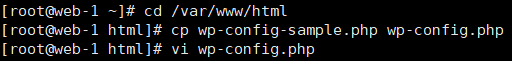 [root@web-1 ~]# cd /var/www/html
[root@web-1 html]# cp wp-config-sample.php wp-config.php
[root@web-1 html]# vi wp-config.php